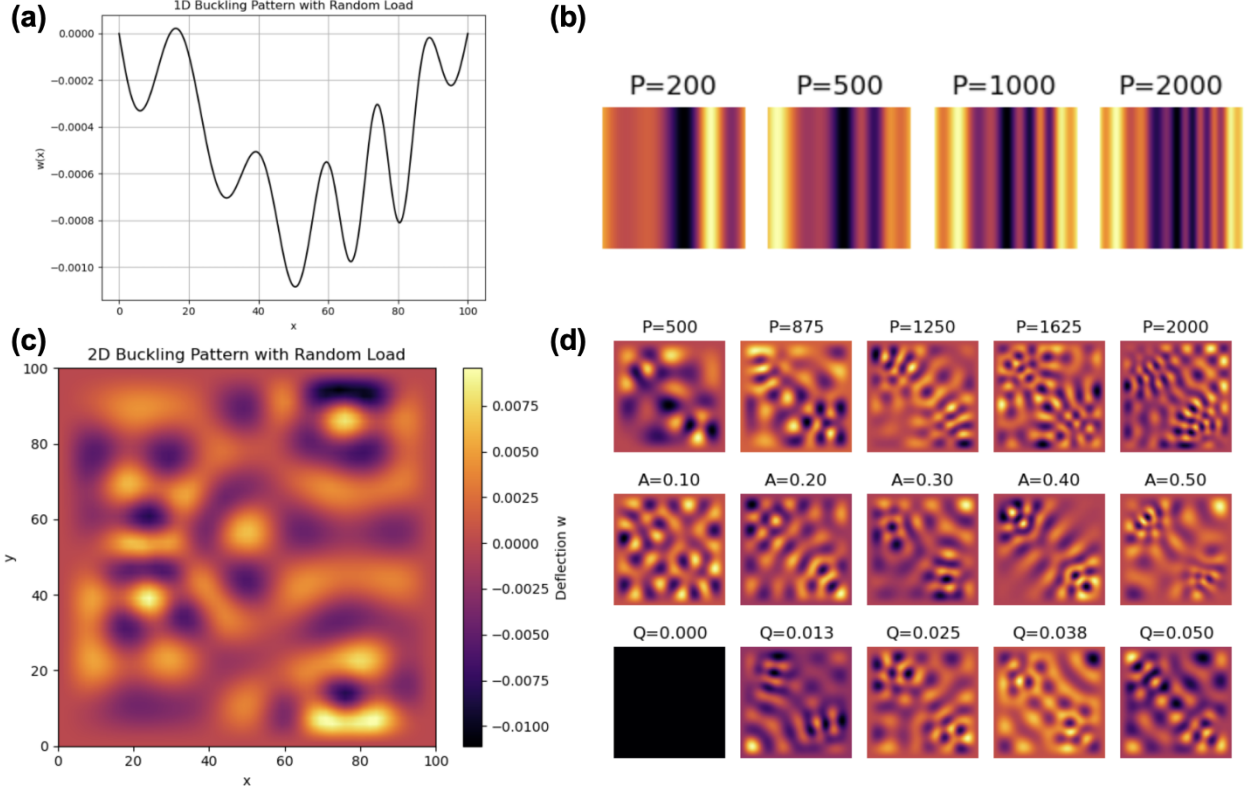 (a)
1D Buckling Pattern with Random Load
0.0000
−0.0002
−0.0004
−0.0006
−0.0008
−0.0010
w(x)
0 20 40 60 80 100
x
(b)
P=200 P=500 P=1000 P=2000
(c)
2D Buckling Pattern with Random Load
100
80
60
40
20
0
y
0 20 40 60 80 100
x
0.0075
0.0050
0.0025
0.0000
−0.0025
−0.0050
−0.0075
−0.0100
Deflection w
(d)
P=500 P=875 P=1250 P=1625 P=2000
A=0.10 A=0.20 A=0.30 A=0.40 A=0.50
Q=0.000 Q=0.013 Q=0.025 Q=0.038 Q=0.050